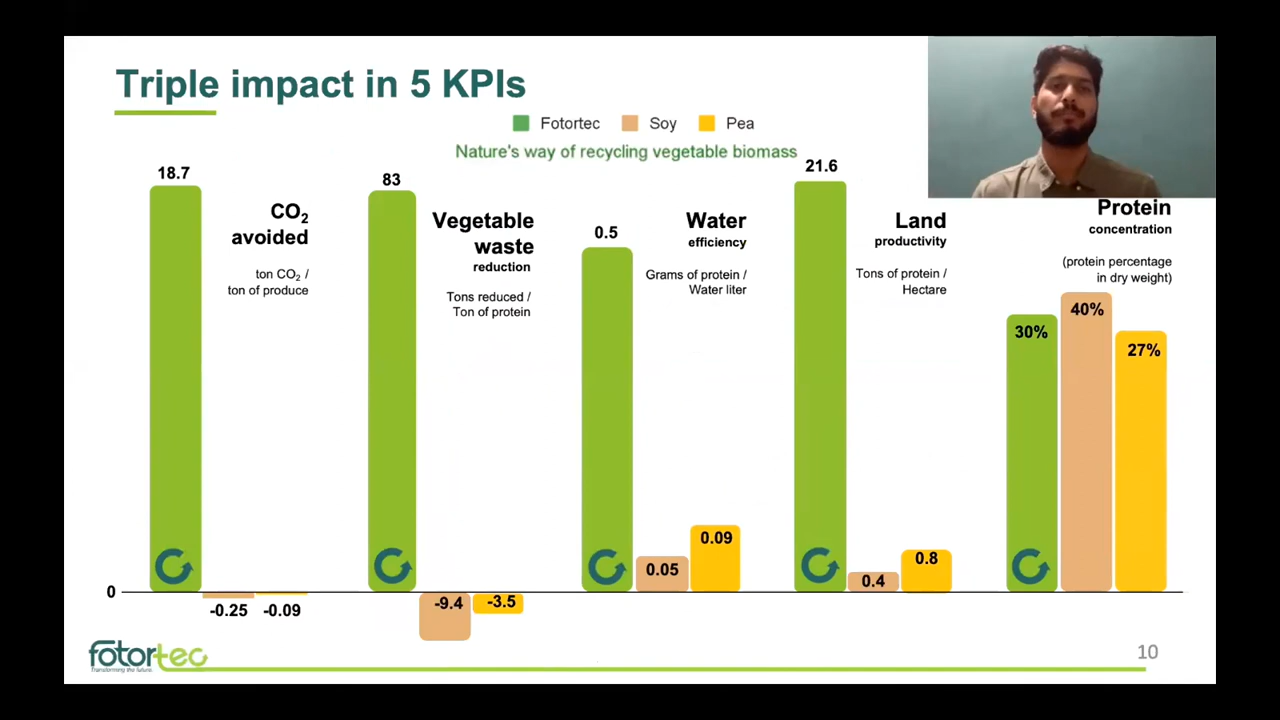 Triple impact in 5 KPIs
Fotortec
Soy
Pea
Nature's way of recycling vegetable biomass
18.7
CO₂
avoided
ton CO₂ /
ton of produce
-0.25
-0.09
83
Vegetable
waste
reduction
Tons reduced /
Ton of protein
-9.4
-3.5
0.5
Water
efficiency
Grams of protein /
Water liter
0.05
0.09
21.6
Land
productivity
Tons of protein /
Hectare
0.4
0.8
Protein
concentration
(protein percentage
in dry weight)
30%
40%
27%
0
fotortec
Transforming the future.
10